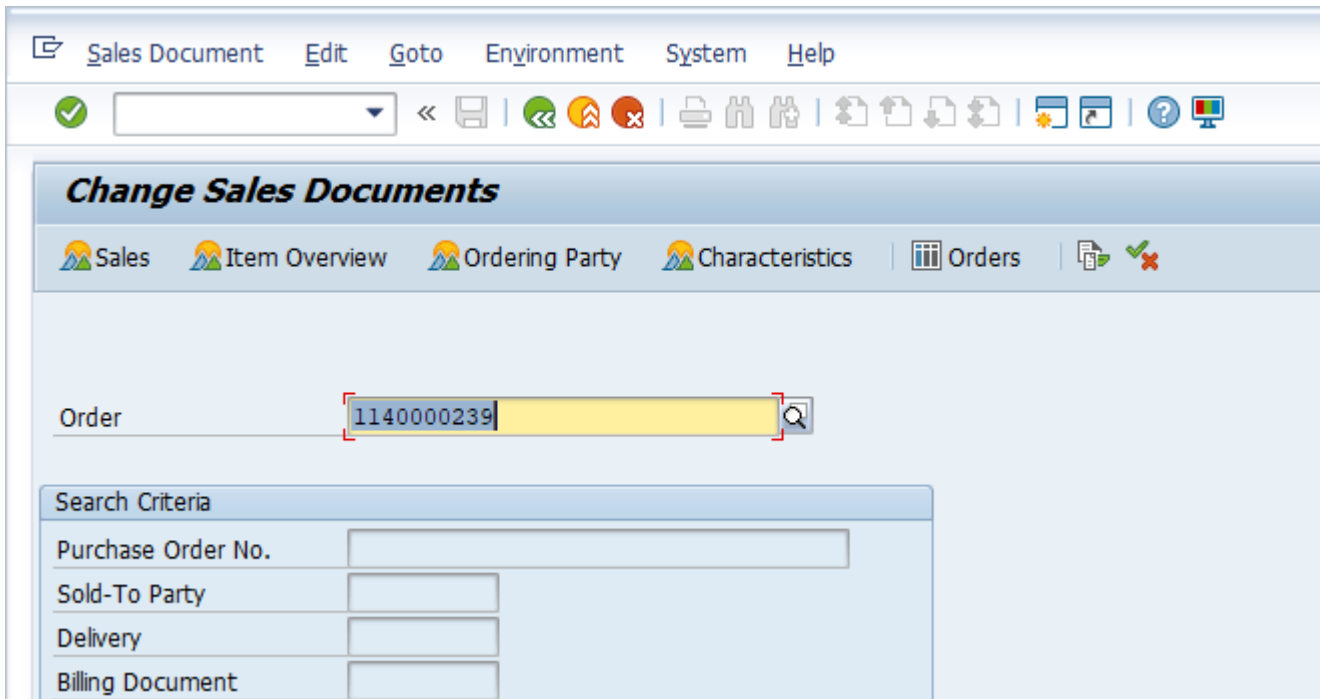 Sales Document Edit Goto Environment System Help
Change Sales Documents
Sales Item Overview Ordering Party Characteristics Orders
Order 1140000239
Search Criteria
Purchase Order No.
Sold-To Party
Delivery
Billing Document